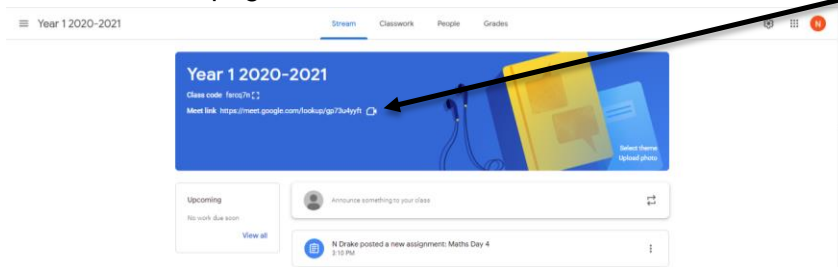 Year 1 2020-2021
Stream Classwork People Grades
N
Year 1 2020-2021
Class code farcq7n
Meet link https://meet.google.com/lookup/gp73u4yyft
Select theme
Upload photo
Upcoming
No work due soon
View all
Announce something to your class
N Drake posted a new assignment: Maths Day 4
3:10 PM